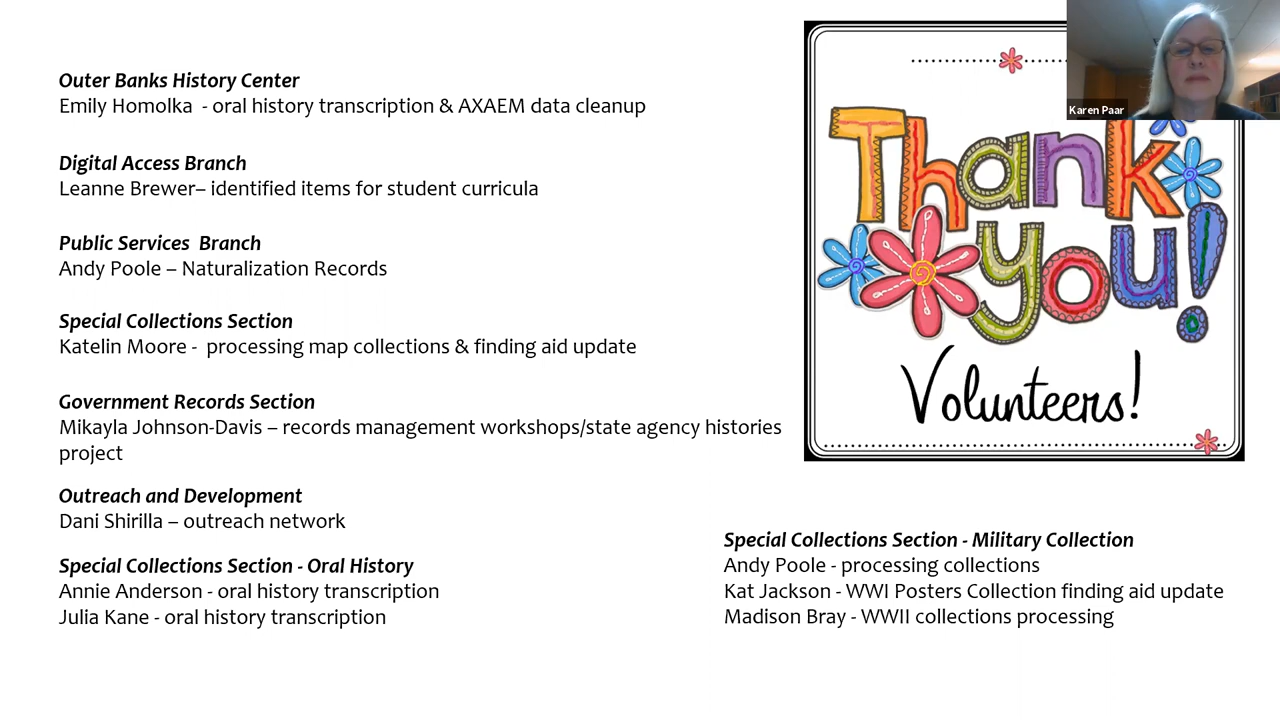 Outer Banks History Center
Emily Homolka - oral history transcription & AXAEM data cleanup
Digital Access Branch
Leanne Brewer– identified items for student curricula
Public Services Branch
Andy Poole – Naturalization Records
Special Collections Section
Katelin Moore - processing map collections & finding aid update
Government Records Section
Mikayla Johnson-Davis – records management workshops/state agency histories
project
Outreach and Development
Dani Shirilla – outreach network
Special Collections Section - Oral History
Annie Anderson - oral history transcription
Julia Kane - oral history transcription
Karen Paar
Thank
you!
Volunteers!
Special Collections Section - Military Collection
Andy Poole - processing collections
Kat Jackson - WWI Posters Collection finding aid update
Madison Bray - WWII collections processing